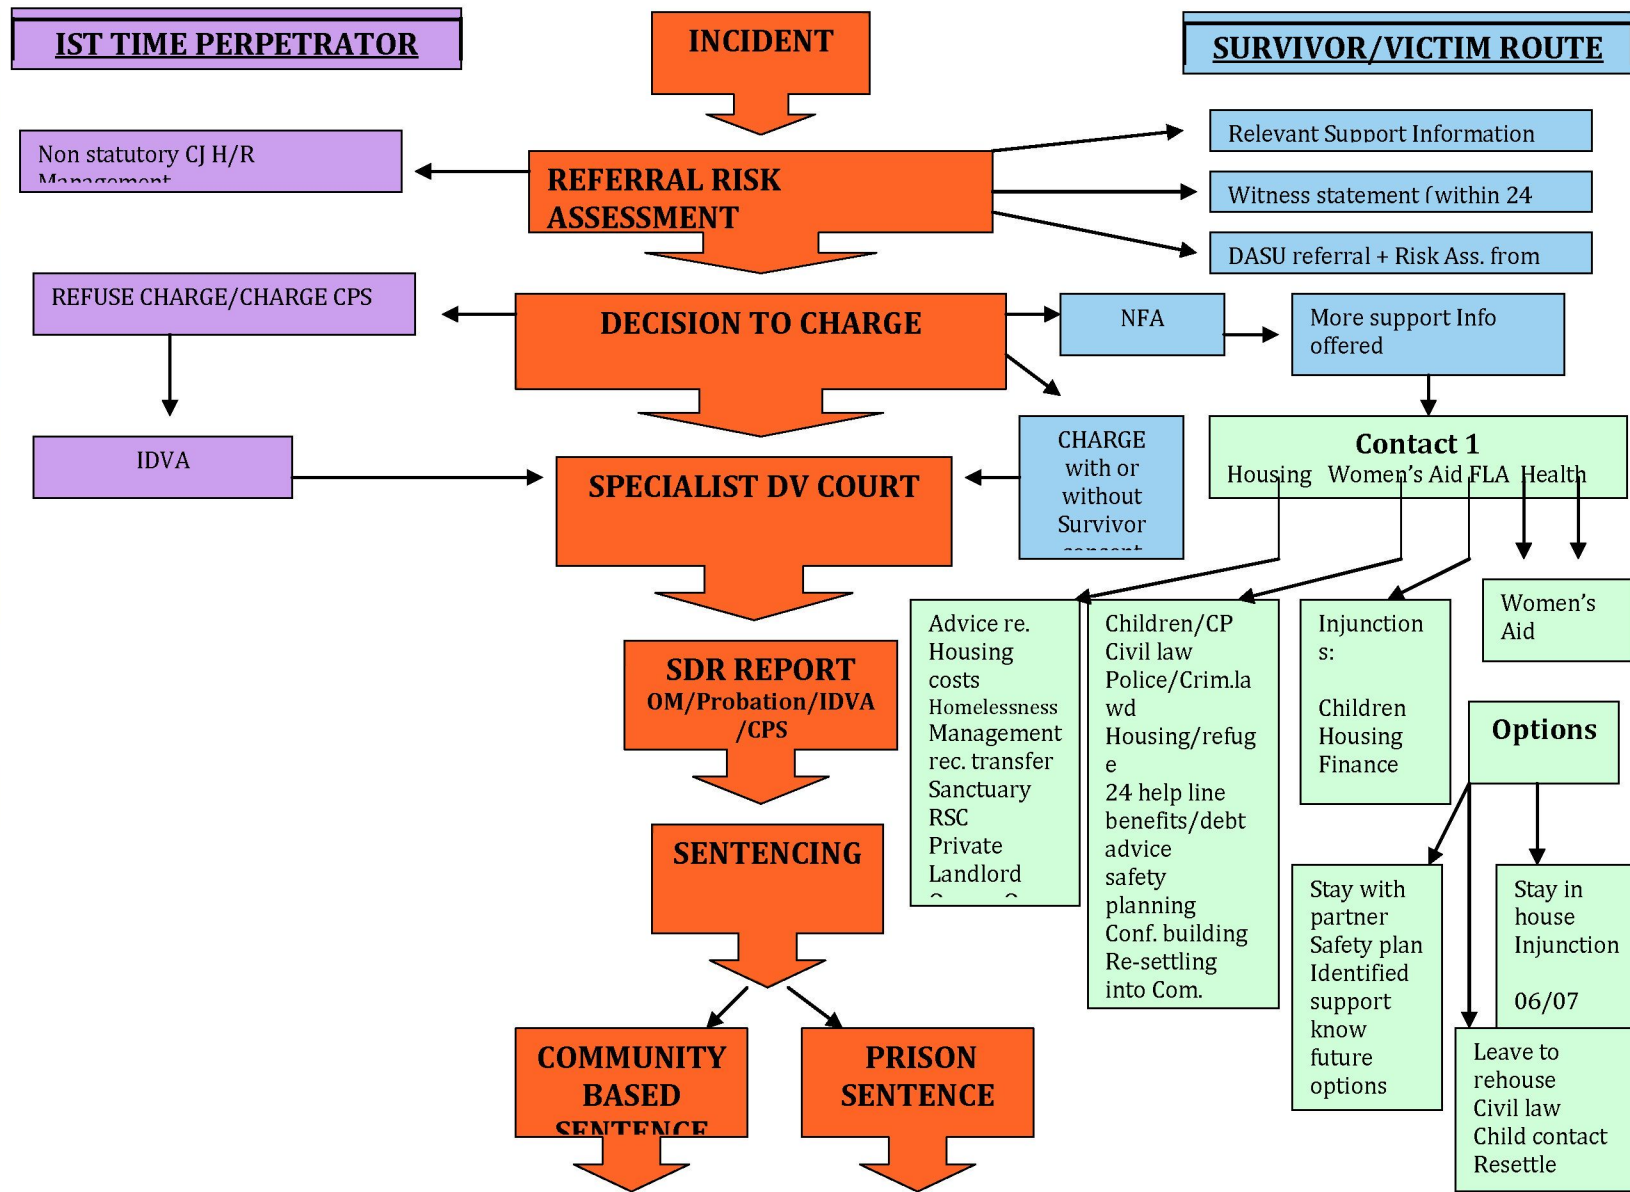 IST TIME PERPETRATOR
INCIDENT
SURVIVOR/VICTIM ROUTE
Non statutory CJ H/R
Management
REFERRAL RISK
ASSESSMENT
Relevant Support Information
Witness statement (within 24
DASU referral + Risk Ass. from
REFUSE CHARGE/CHARGE CPS
DECISION TO CHARGE
NFA
More support Info
offered
IDVA
SPECIALIST DV COURT
CHARGE
with or
without
Survivor
consent
Contact 1
Housing Women's Aid FLA Health
Advice re.
Housing
costs
Homelessness
Management
rec. transfer
Sanctuary
RSC
Private
Landlord
Children/CP
Civil law
Police/Crim.la
wd
Housing/refug
e
24 help line
benefits/debt
advice
safety
planning
Conf. building
Re-settling
into Com.
Injunction
s:
Children
Housing
Finance
Women's
Aid
Options
SDR REPORT
OM/Probation/IDVA
/CPS
SENTENCING
Stay with
partner
Safety plan
Identified
support
know
future
options
Stay in
house
Injunction
06/07
Leave to
rehouse
Civil law
Child contact
Resettle
COMMUNITY
BASED
SENTENCE
PRISON
SENTENCE